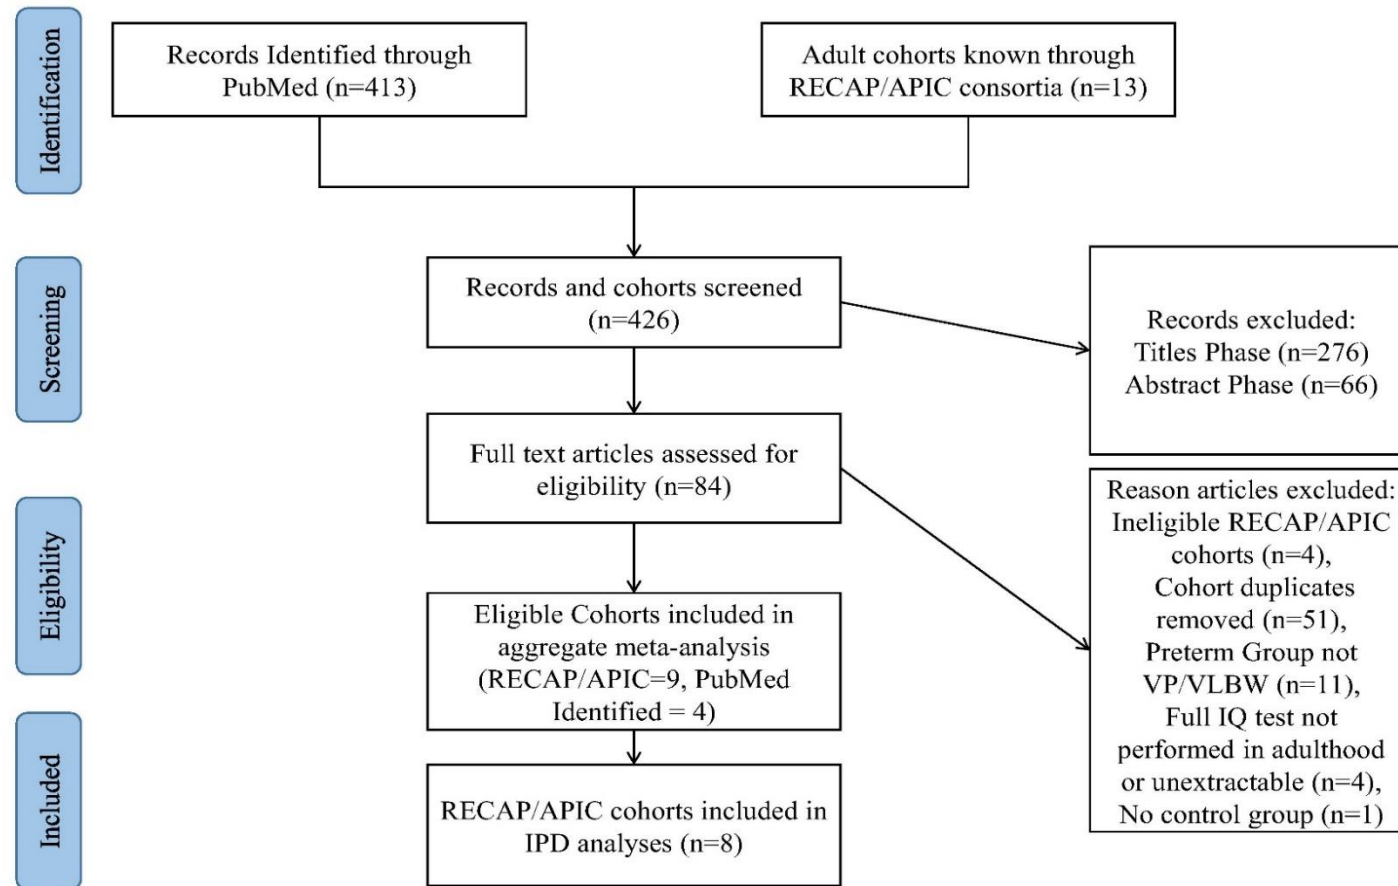 Identification
Records Identified through
PubMed (n=413)
Adult cohorts known through
RECAP/APIC consortia (n=13)
Screening
Records and cohorts screened
(n=426)
Records excluded:
Titles Phase (n=276)
Abstract Phase (n=66)
Full text articles assessed for
eligibility (n=84)
Reason articles excluded:
Ineligible RECAP/APIC
cohorts (n=4),
Cohort duplicates
removed (n=51),
Preterm Group not
VP/VLBW (n=11),
Full IQ test not
performed in adulthood
or unextractable (n=4),
No control group (n=1)
Eligibility
Eligible Cohorts included in
aggregate meta-analysis
(RECAP/APIC=9, PubMed
Identified = 4)
Included
RECAP/APIC cohorts included in
IPD analyses (n=8)